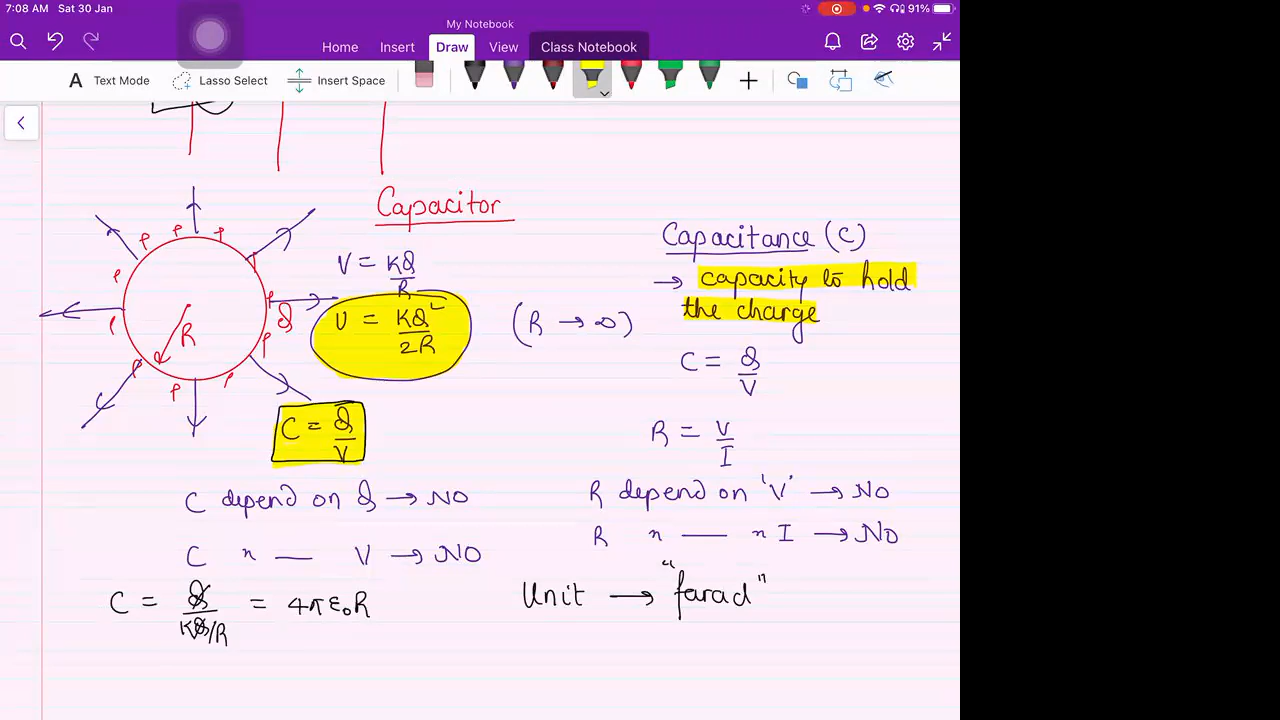 7:08 AM Sat 30 Jan
91%
My Notebook
Home Insert Draw View Class Notebook
Text Mode Lasso Select Insert Space
Capacitor
Capacitance (C)
→ capacity to hold
the charge
V = KQ/R
U = KQ²/2R
(R → ∞)
R
Q
C = Q/V
C = Q/V
R = V/I
C depend on Q → NO
C " — V → NO
R depend on 'V' → No
R " — " I → No
C = Q/KQ/R = 4πε₀R
Unit → "farad"